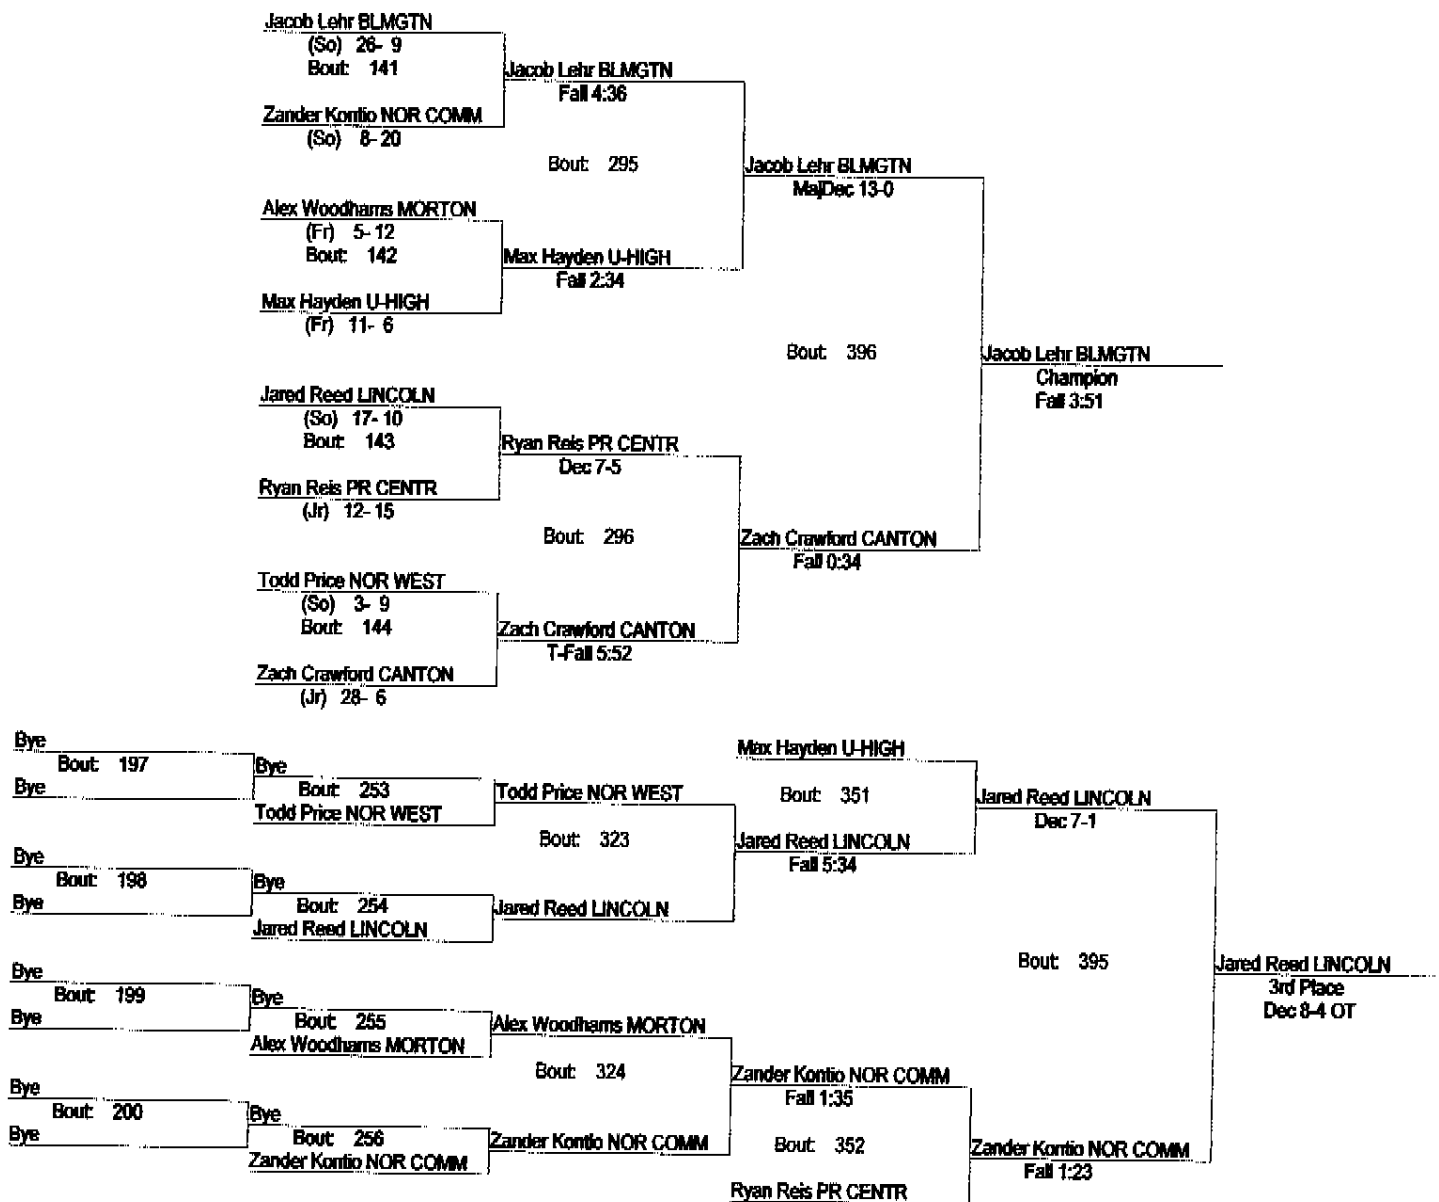 Jacob Lehr BLMGTN
(So) 26- 9
Bout: 141
Zander Kontio NOR COMM
(So) 8- 20
Jacob Lehr BLMGTN
Fall 4:36
Bout: 295
Alex Woodhams MORTON
(Fr) 5- 12
Bout: 142
Max Hayden U-HIGH
(Fr) 11- 6
Max Hayden U-HIGH
Fall 2:34
Jacob Lehr BLMGTN
MajDec 13-0
Bout: 396
Jacob Lehr BLMGTN
Champion
Fall 3:51
Jared Reed LINCOLN
(So) 17- 10
Bout: 143
Ryan Reis PR CENTR
(Jr) 12- 15
Ryan Reis PR CENTR
Dec 7-5
Bout: 296
Todd Price NOR WEST
(So) 3- 9
Bout: 144
Zach Crawford CANTON
(Jr) 28- 6
Zach Crawford CANTON
T-Fall 5:52
Zach Crawford CANTON
Fall 0:34
Bye
Bout: 197
Bye
Bye
Bout: 253
Todd Price NOR WEST
Todd Price NOR WEST
Bout: 323
Bye
Bout: 198
Bye
Bye
Bout: 254
Jared Reed LINCOLN
Jared Reed LINCOLN
Max Hayden U-HIGH
Bout: 351
Jared Reed LINCOLN
Fall 5:34
Jared Reed LINCOLN
Dec 7-1
Bout: 395
Jared Reed LINCOLN
3rd Place
Dec 8-4 OT
Bye
Bout: 199
Bye
Bye
Bout: 255
Alex Woodhams MORTON
Alex Woodhams MORTON
Bout: 324
Bye
Bout: 200
Bye
Bye
Bout: 256
Zander Kontio NOR COMM
Zander Kontio NOR COMM
Zander Kontio NOR COMM
Fall 1:35
Bout: 352
Ryan Reis PR CENTR
Zander Kontio NOR COMM
Fall 1:23